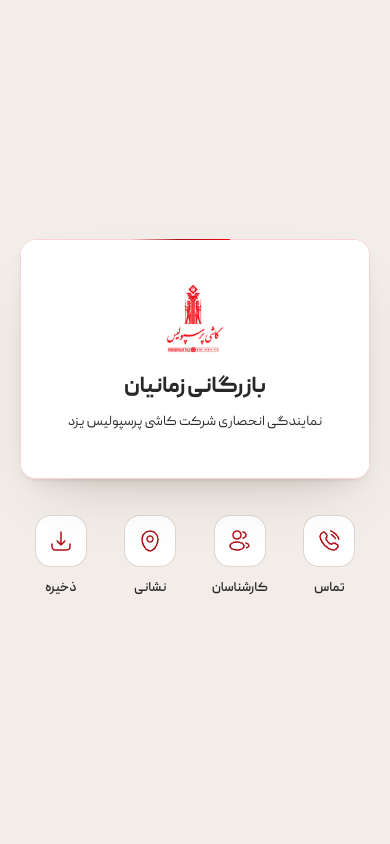 کاشی پرسپولیس
بازرگانی زمانیان
نمایندگی انحصاری شرکت کاشی پرسپولیس یزد
تماس
کارشناسان
نشانی
ذخیره